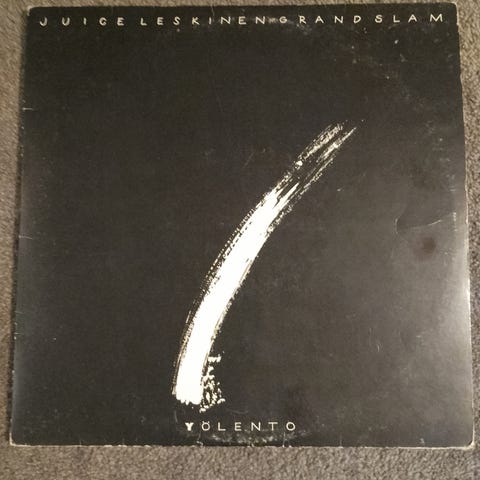 JUICE LESKINEN GRAND SLAM
YÖLENTO